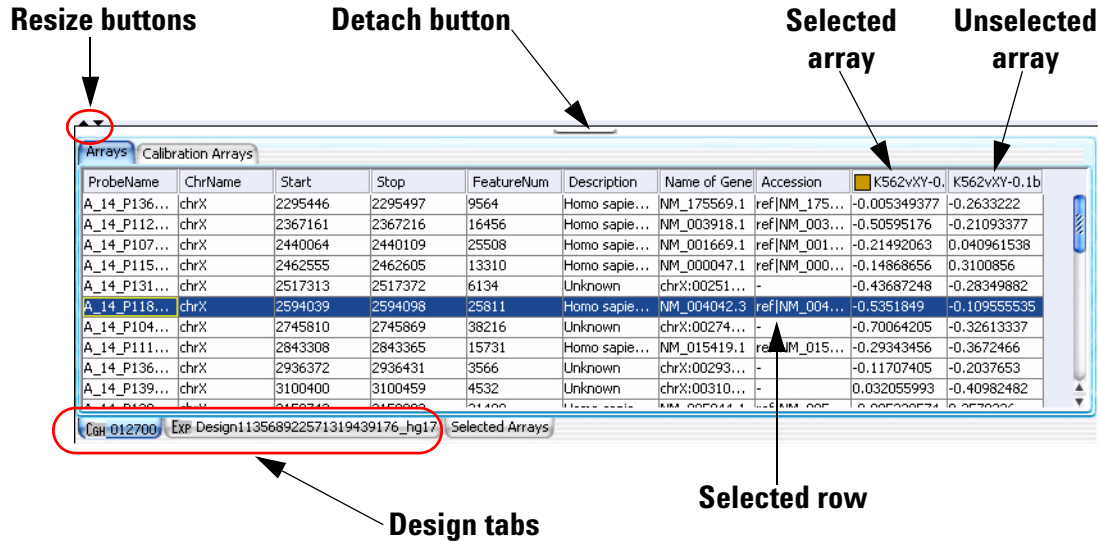 Resize buttons Detach button Selected array Unselected array
Arrays Calibration Arrays
ProbeName ChrName Start Stop FeatureNum Description Name of Gene Accession K562vXY-0. K562vXY-0.1b
A_14_P136... chrX 2295446 2295497 9564 Homo sapie... NM_175569.1 ref|NM_175... -0.005349377 -0.2633222
A_14_P112... chrX 2367161 2367216 16456 Homo sapie... NM_003918.1 ref|NM_003... -0.50595176 -0.21093377
A_14_P107... chrX 2440064 2440109 25508 Homo sapie... NM_001669.1 ref|NM_001... -0.21492063 0.040961538
A_14_P115... chrX 2462555 2462605 13310 Homo sapie... NM_000047.1 ref|NM_000... -0.14868656 0.3100856
A_14_P131... chrX 2517313 2517372 6134 Unknown chrX:00251... - -0.43687248 -0.28349882
A_14_P118... chrX 2594039 2594098 25811 Homo sapie... NM_004042.3 ref|NM_004... -0.5351849 -0.109555535
A_14_P104... chrX 2745810 2745869 38216 Unknown chrX:00274... - -0.70064205 -0.32613337
A_14_P111... chrX 2843308 2843365 15731 Homo sapie... NM_015419.1 ref|NM_015... -0.29343456 -0.3672466
A_14_P136... chrX 2936372 2936431 3566 Unknown chrX:00293... - -0.11707405 -0.2037653
A_14_P139... chrX 3100400 3100459 4532 Unknown chrX:00310... - 0.032055993 -0.40982482
CGH 012700 EXP Design113568922571319439176_hg17 Selected Arrays
Selected row
Design tabs